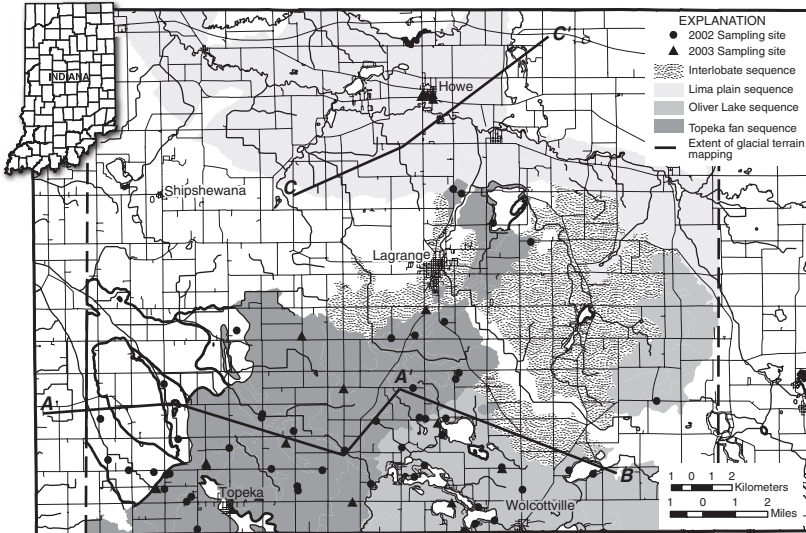 INDIANA
EXPLANATION
2002 Sampling site
2003 Sampling site
Interlobate sequence
Lima plain sequence
Oliver Lake sequence
Topeka fan sequence
Extent of glacial terrain
mapping
C'
Howe
Shipshewana
C
Lagrange
A
A'
B
Topeka
Wolcottville
1 0 1 2
Kilometers
1 0 1 2
Miles